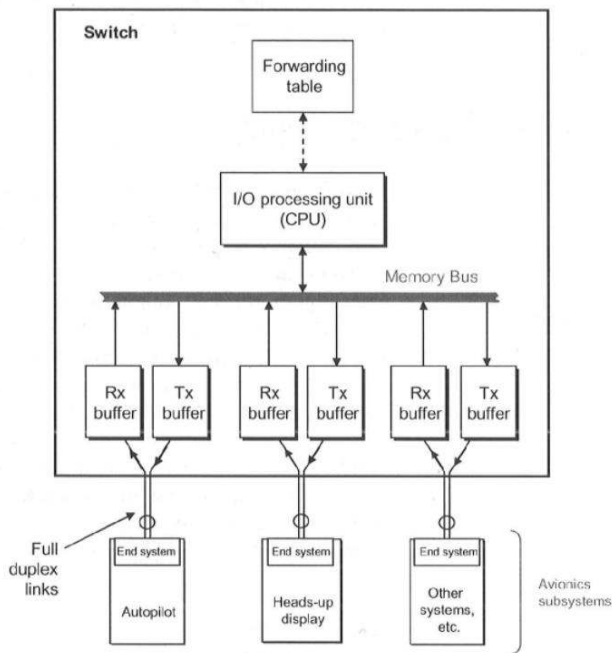 Switch
Forwarding
table
I/O processing unit
(CPU)
Memory Bus
Rx
buffer
Tx
buffer
Rx
buffer
Tx
buffer
Rx
buffer
Tx
buffer
Full
duplex
links
End system
Autopilot
End system
Heads-up
display
End system
Other
systems,
etc.
Avionics
subsystems